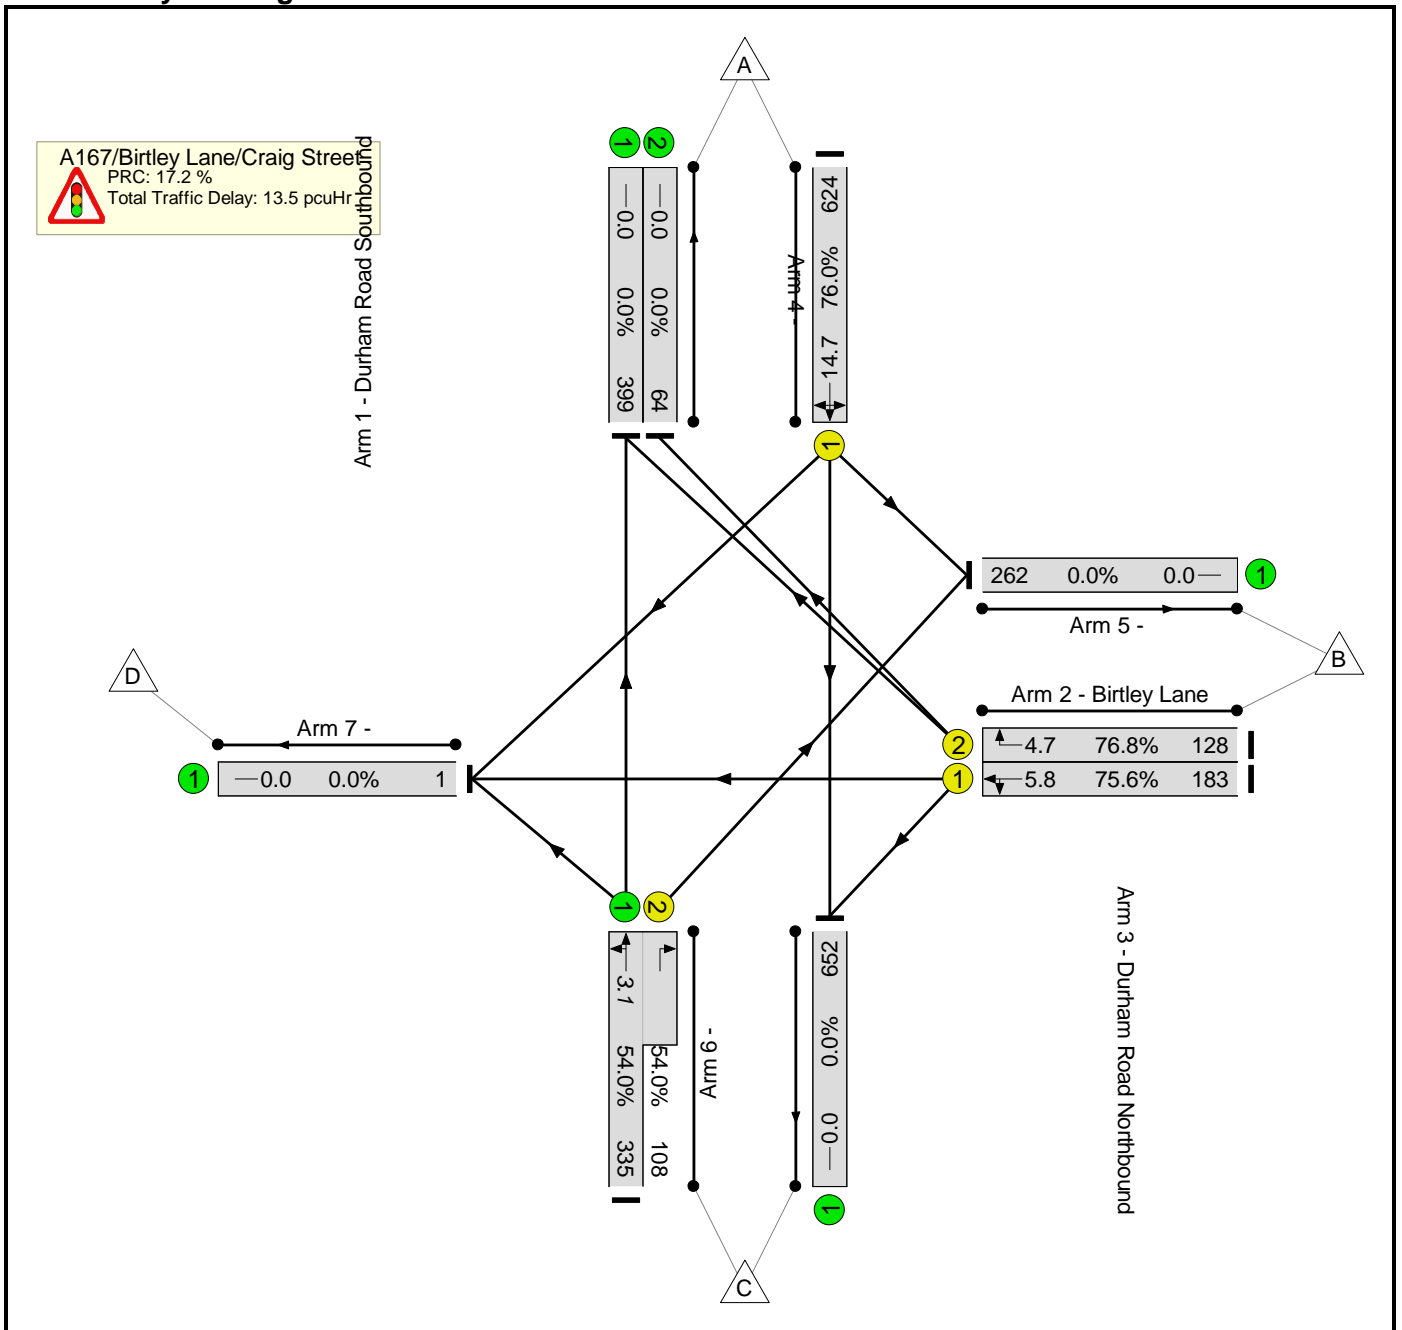 A
A167/Birtley Lane/Craig Street
PRC: 17.2 %
Total Traffic Delay: 13.5 pcuHr
Arm 1 - Durham Road Southbound
1
2
0.0 0.0% 399
0.0 0.0% 64
Arm 4 -
624 76.0% 14.7
1
262 0.0% 0.0
1
Arm 5 -
B
D
Arm 2 - Birtley Lane
2
4.7 76.8% 128
1
5.8 75.6% 183
Arm 7 -
1
0.0 0.0% 1
1
2
3.1 54.0% 335
54.0% 108
Arm 6 -
652 0.0% 0.0
1
Arm 3 - Durham Road Northbound
C